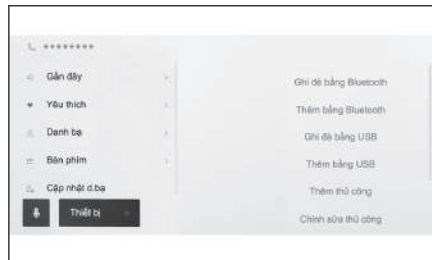 ********
Gần đây
Yêu thích
Danh bạ
Bàn phím
Cập nhật d.bạ
Thiết bị
Ghi đè bằng Bluetooth
Thêm bằng Bluetooth
Ghi đè bằng USB
Thêm bằng USB
Thêm thủ công
Chỉnh sửa thủ công